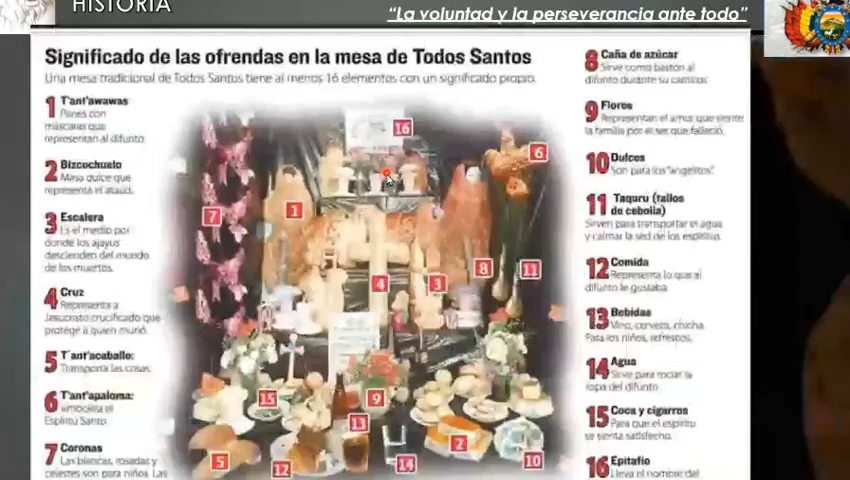 HISTORIA
"La voluntad y la perseverancia ante todo"
Significado de las ofrendas en la mesa de Todos Santos
Una mesa tradicional de Todos Santos tiene al menos 16 elementos con un significado propio.
1 T'ant'awawas
Panes con
máscaras que
representan al difunto.
2 Bizcochuelo
Masa dulce que
representa el ataúd.
3 Escalera
Es el medio por
donde los ajayus
descienden del mundo
de los muertos.
4 Cruz
Representa a
Jesucristo crucificado que
protege a quien murió.
5 T'ant'acaballo:
Transporta las cosas.
6 T'ant'apaloma:
simboliza el
Espíritu Santo.
7 Coronas
Las blancas, rosadas y
celestes son para niños. Las
8 Caña de azúcar
Sirve como bastón al
difunto durante su camino.
9 Flores
Representan el amor que siente
la familia por el ser que falleció.
10 Dulces
Son para los "angelitos".
11 Taquru (tallos
de cebolla)
Sirven para transportar el agua
y calmar la sed de los espíritus.
12 Comida
Representa lo que al
difunto le gustaba.
13 Bebidas
Vino, cerveza, chicha.
Para los niños, refrescos.
14 Agua
Sirve para rociar la
ropa del difunto.
15 Coca y cigarros
Para que el espíritu
se sienta satisfecho.
16 Epitafio
Lleva el nombre del
16
6
7
1
8
11
4
3
15
9
13
2
5
12
14
10